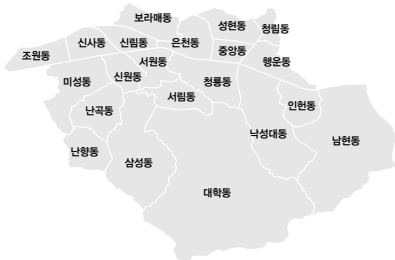 보라매동
성현동
청림동
신사동
신림동
은천동
중앙동
조원동
서원동
행운동
미성동
신원동
청룡동
서림동
인헌동
난곡동
낙성대동
남현동
난향동
삼성동
대학동